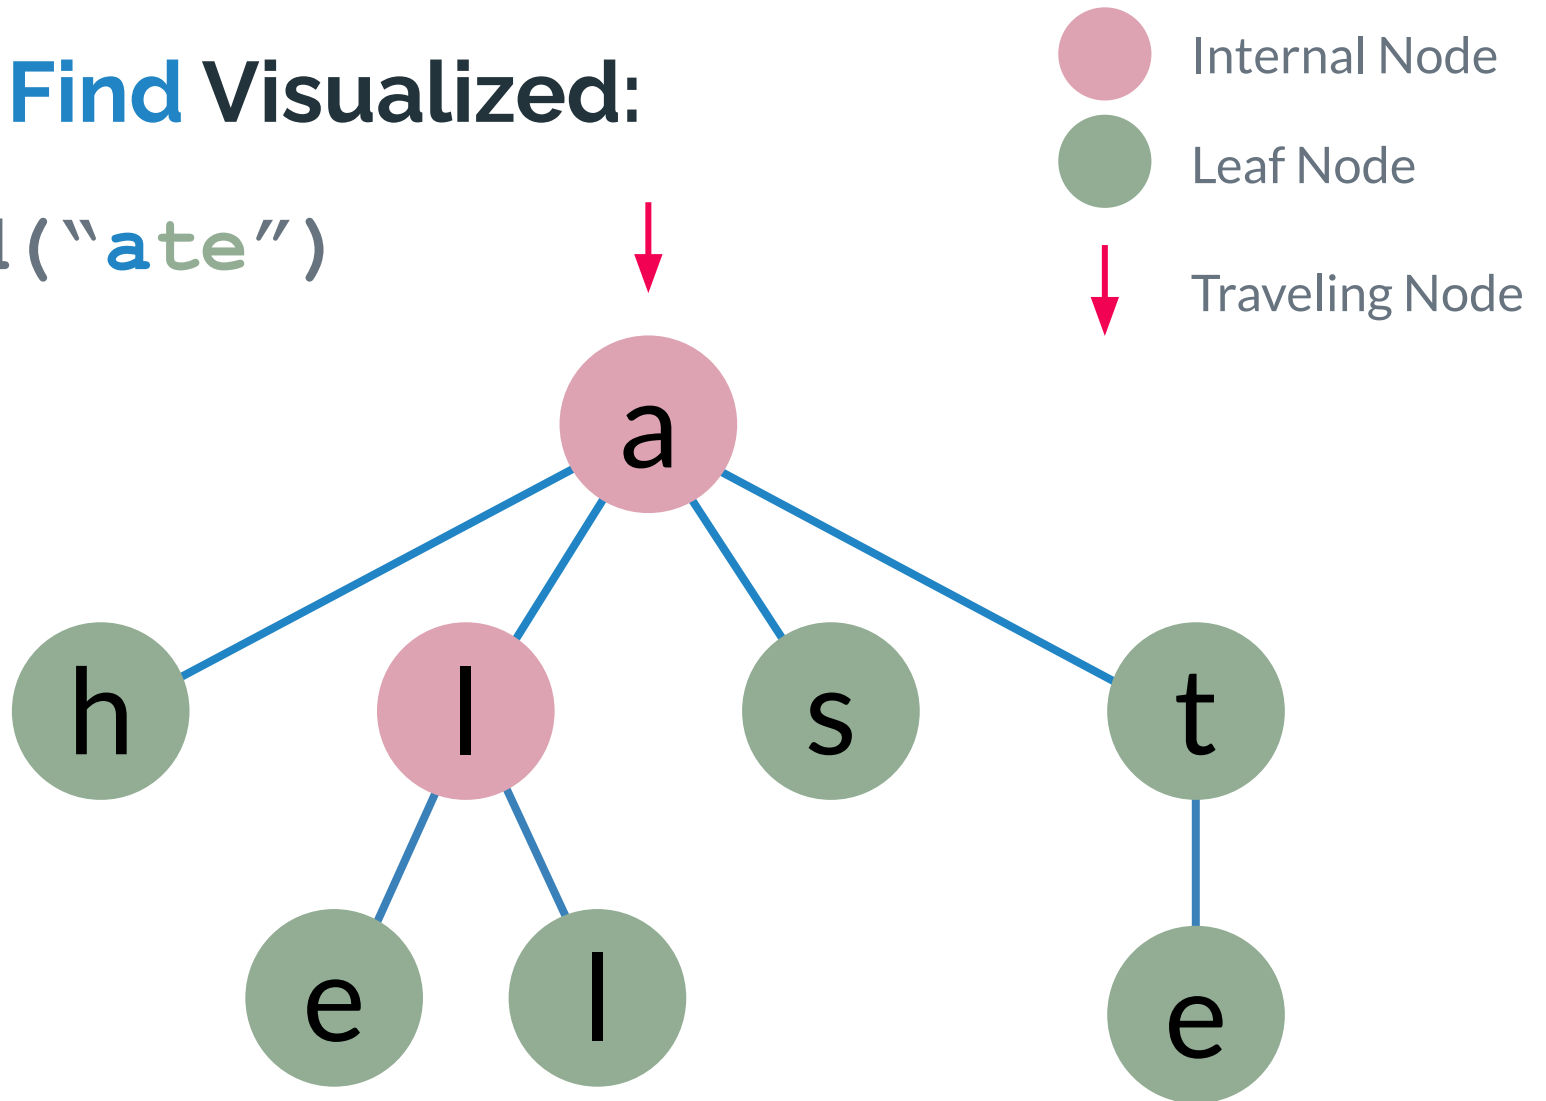 Find Visualized:
("ate")
Internal Node
Leaf Node
Traveling Node
a
h
l
s
t
e
l
e